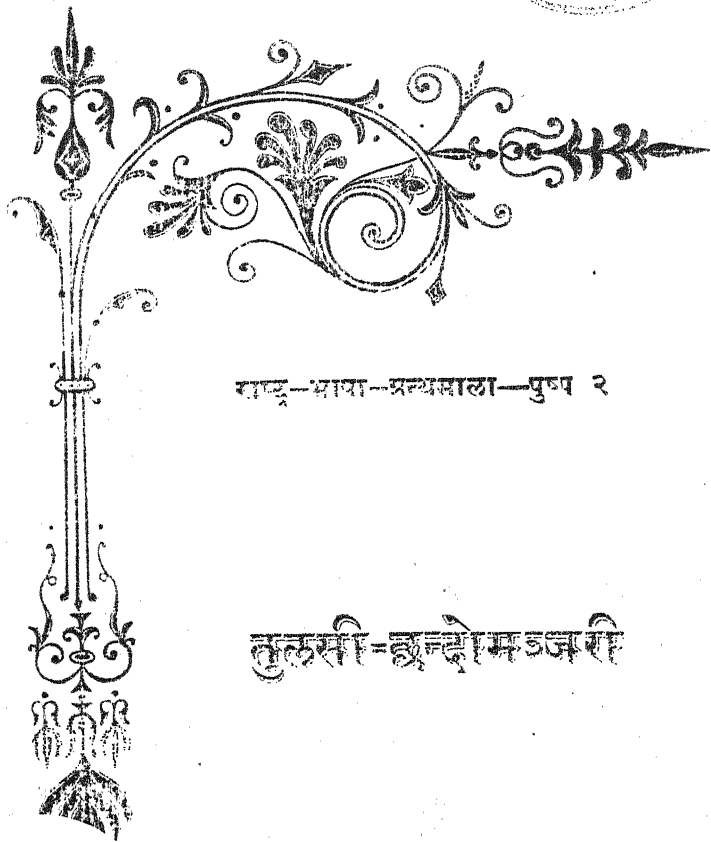 राष्ट्र-भाषा-ग्रन्थमाला—पुष्प २
तुलसी=छन्दोमञ्जरी